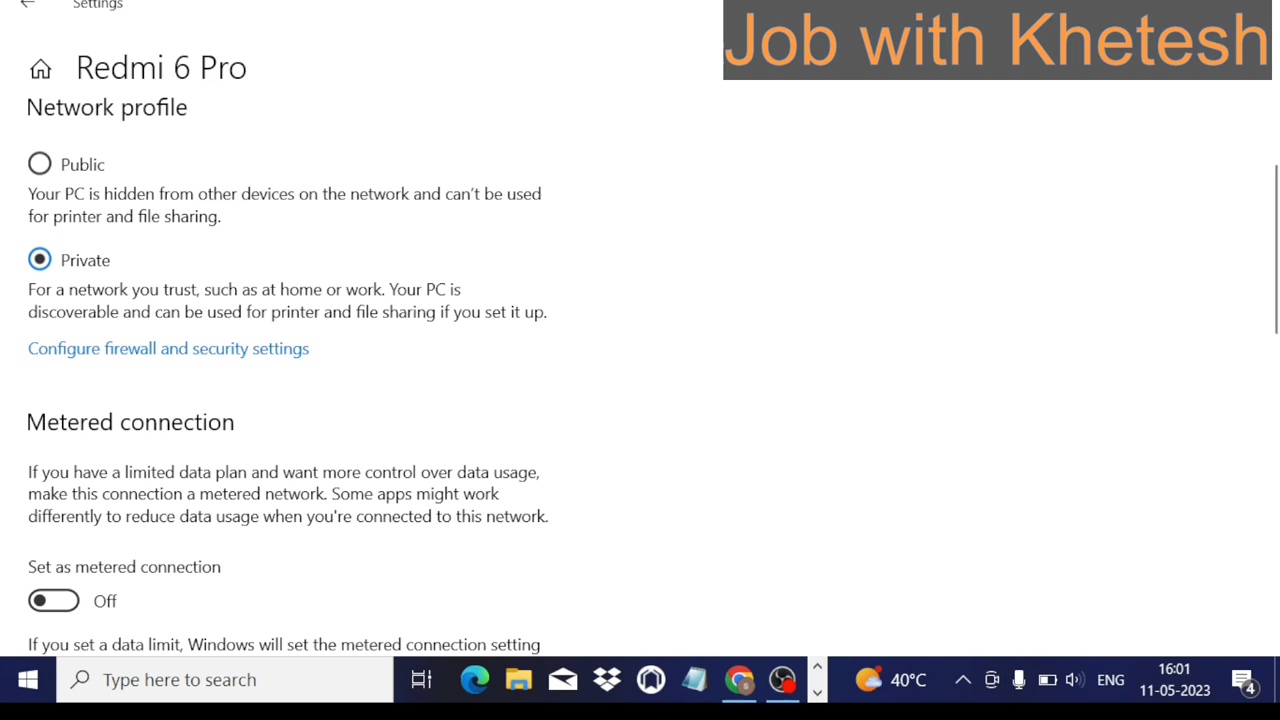 Settings
Job with Khetesh
Redmi 6 Pro
Network profile
Public
Your PC is hidden from other devices on the network and can't be used
for printer and file sharing.
Private
For a network you trust, such as at home or work. Your PC is
discoverable and can be used for printer and file sharing if you set it up.
Configure firewall and security settings
Metered connection
If you have a limited data plan and want more control over data usage,
make this connection a metered network. Some apps might work
differently to reduce data usage when you're connected to this network.
Set as metered connection
Off
If you set a data limit, Windows will set the metered connection setting
Type here to search
40°C
ENG
16:01
11-05-2023
4